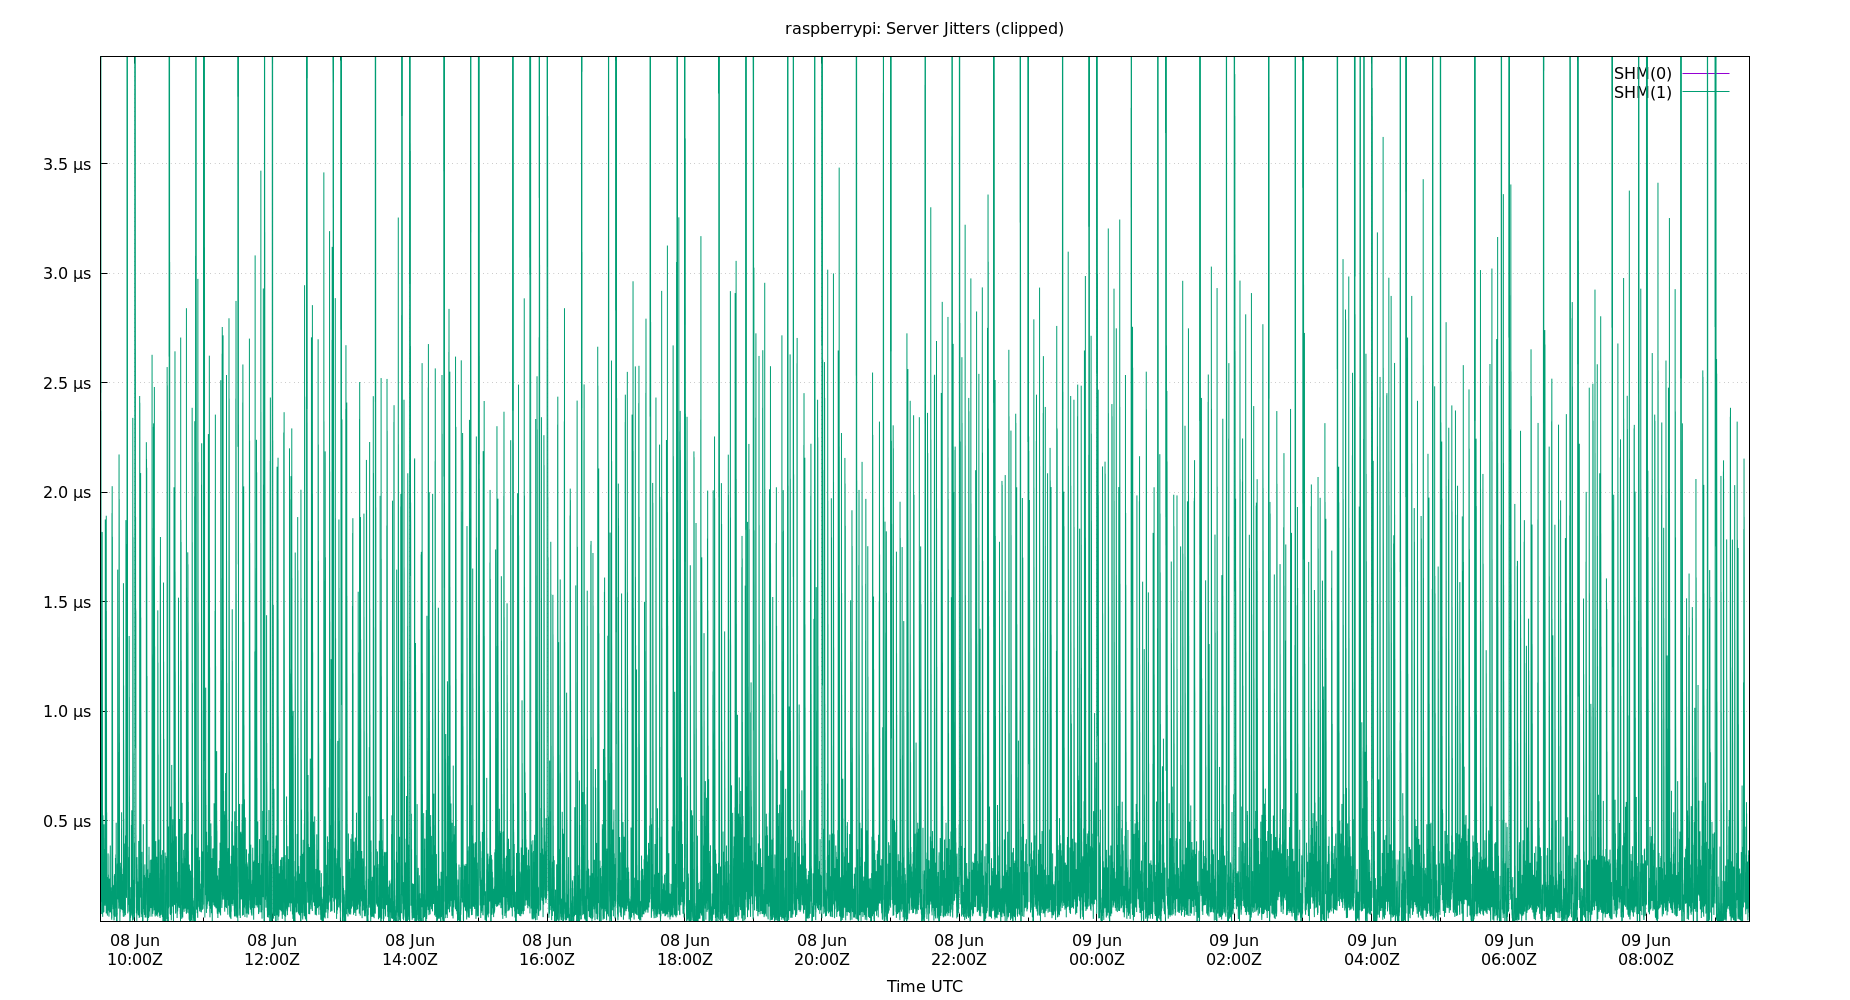 raspberrypi: Server Jitters (clipped)
SHM(0)
SHM(1)
3.5 µs
3.0 µs
2.5 µs
2.0 µs
1.5 µs
1.0 µs
0.5 µs
08 Jun 08 Jun 08 Jun 08 Jun 08 Jun 08 Jun 08 Jun 09 Jun 09 Jun 09 Jun 09 Jun 09 Jun
10:00Z 12:00Z 14:00Z 16:00Z 18:00Z 20:00Z 22:00Z 00:00Z 02:00Z 04:00Z 06:00Z 08:00Z
Time UTC